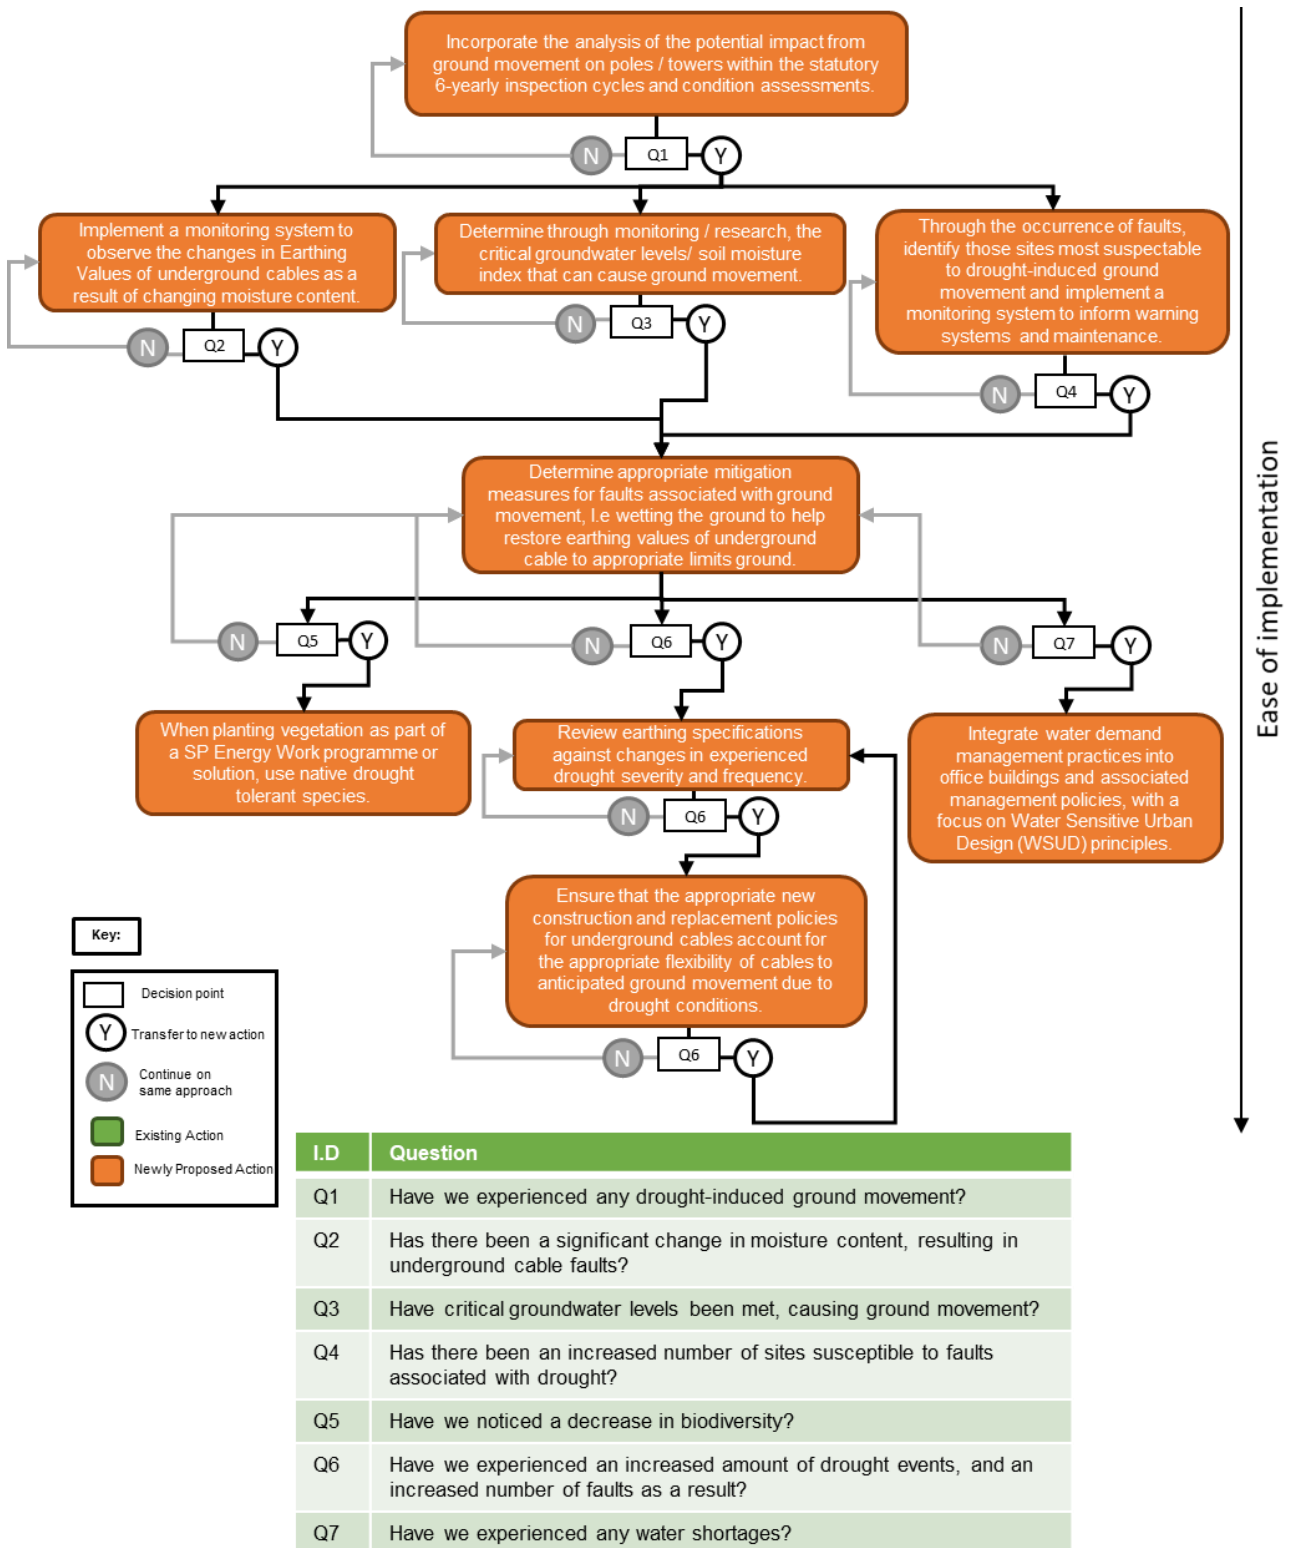 Incorporate the analysis of the potential impact from
ground movement on poles / towers within the statutory
6-yearly inspection cycles and condition assessments.
N
Q1
Y
Implement a monitoring system to
observe the changes in Earthing
Values of underground cables as a
result of changing moisture content.
N
Q2
Y
Determine through monitoring / research, the
critical groundwater levels/ soil moisture
index that can cause ground movement.
N
Q3
Y
Through the occurrence of faults,
identify those sites most suspectable
to drought-induced ground
movement and implement a
monitoring system to inform warning
systems and maintenance.
N
Q4
Y
Determine appropriate mitigation
measures for faults associated with ground
movement, I.e wetting the ground to help
restore earthing values of underground
cable to appropriate limits ground.
N
Q5
Y
N
Q6
Y
N
Q7
Y
When planting vegetation as part of
a SP Energy Work programme or
solution, use native drought
tolerant species.
Review earthing specifications
against changes in experienced
drought severity and frequency.
N
Q6
Y
Integrate water demand
management practices into
office buildings and associated
management policies, with a
focus on Water Sensitive Urban
Design (WSUD) principles.
Ensure that the appropriate new
construction and replacement policies
for underground cables account for
the appropriate flexibility of cables to
anticipated ground movement due to
drought conditions.
N
Q6
Y
Ease of implementation
Key:
Decision point
Y
Transfer to new action
N
Continue on
same approach
Existing Action
Newly Proposed Action
I.D Question
Q1 Have we experienced any drought-induced ground movement?
Q2 Has there been a significant change in moisture content, resulting in
underground cable faults?
Q3 Have critical groundwater levels been met, causing ground movement?
Q4 Has there been an increased number of sites susceptible to faults
associated with drought?
Q5 Have we noticed a decrease in biodiversity?
Q6 Have we experienced an increased amount of drought events, and an
increased number of faults as a result?
Q7 Have we experienced any water shortages?